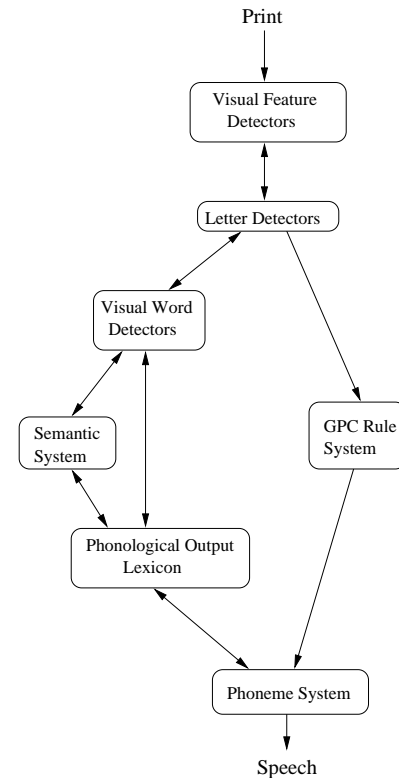 Print
Visual Feature
Detectors
Letter Detectors
Visual Word
Detectors
Semantic
System
GPC Rule
System
Phonological Output
Lexicon
Phoneme System
Speech